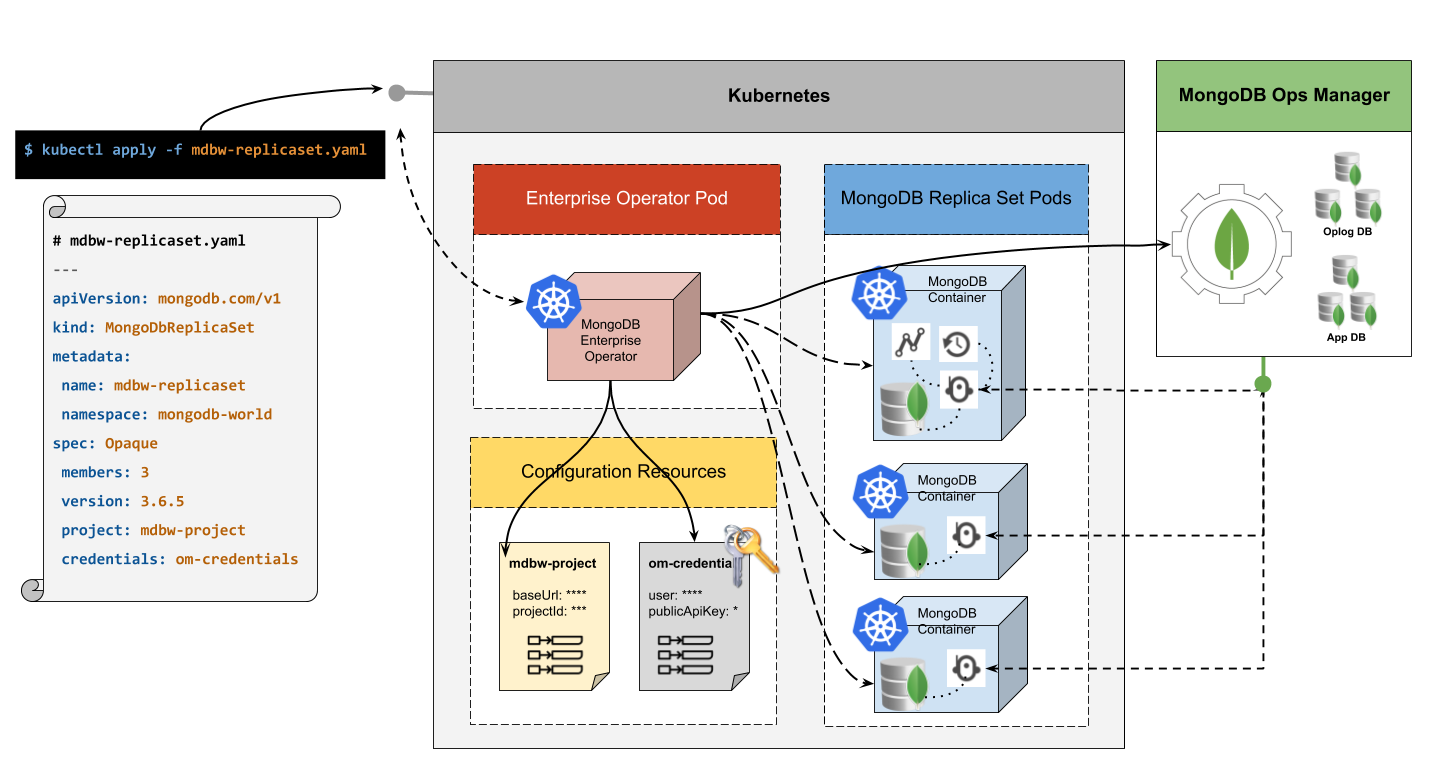 Kubernetes
MongoDB Ops Manager
$ kubectl apply -f mdbw-replicaset.yaml
# mdbw-replicaset.yaml
---
apiVersion: mongodb.com/v1
kind: MongoDbReplicaSet
metadata:
name: mdbw-replicaset
namespace: mongodb-world
spec: Opaque
members: 3
version: 3.6.5
project: mdbw-project
credentials: om-credentials
Enterprise Operator Pod
MongoDB
Enterprise
Operator
Configuration Resources
mdbw-project
baseUrl: ****
projectId: ***
om-credentia
user: ****
publicApiKey: *
MongoDB Replica Set Pods
MongoDB
Container
MongoDB
Container
MongoDB
Container
Oplog DB
App DB